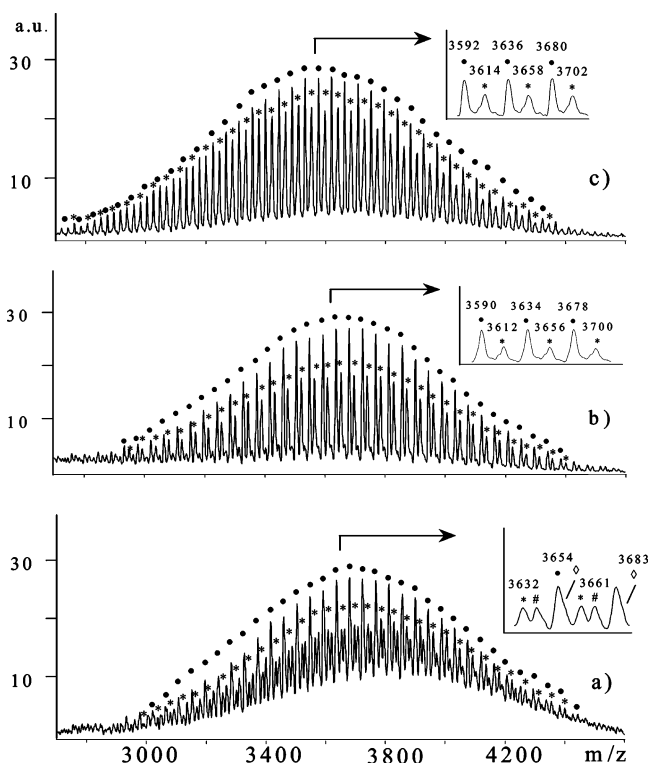 a.u.
30
10
3592 3636 3680
• • •
3614 3658 3702
* * *
c)
30
10
3590 3634 3678
• • •
3612 3656 3700
* * *
b)
30
10
3654 3683
• ◊ ◊
3632 3661
* # * #
a)
3000 3400 3800 4200 m/z